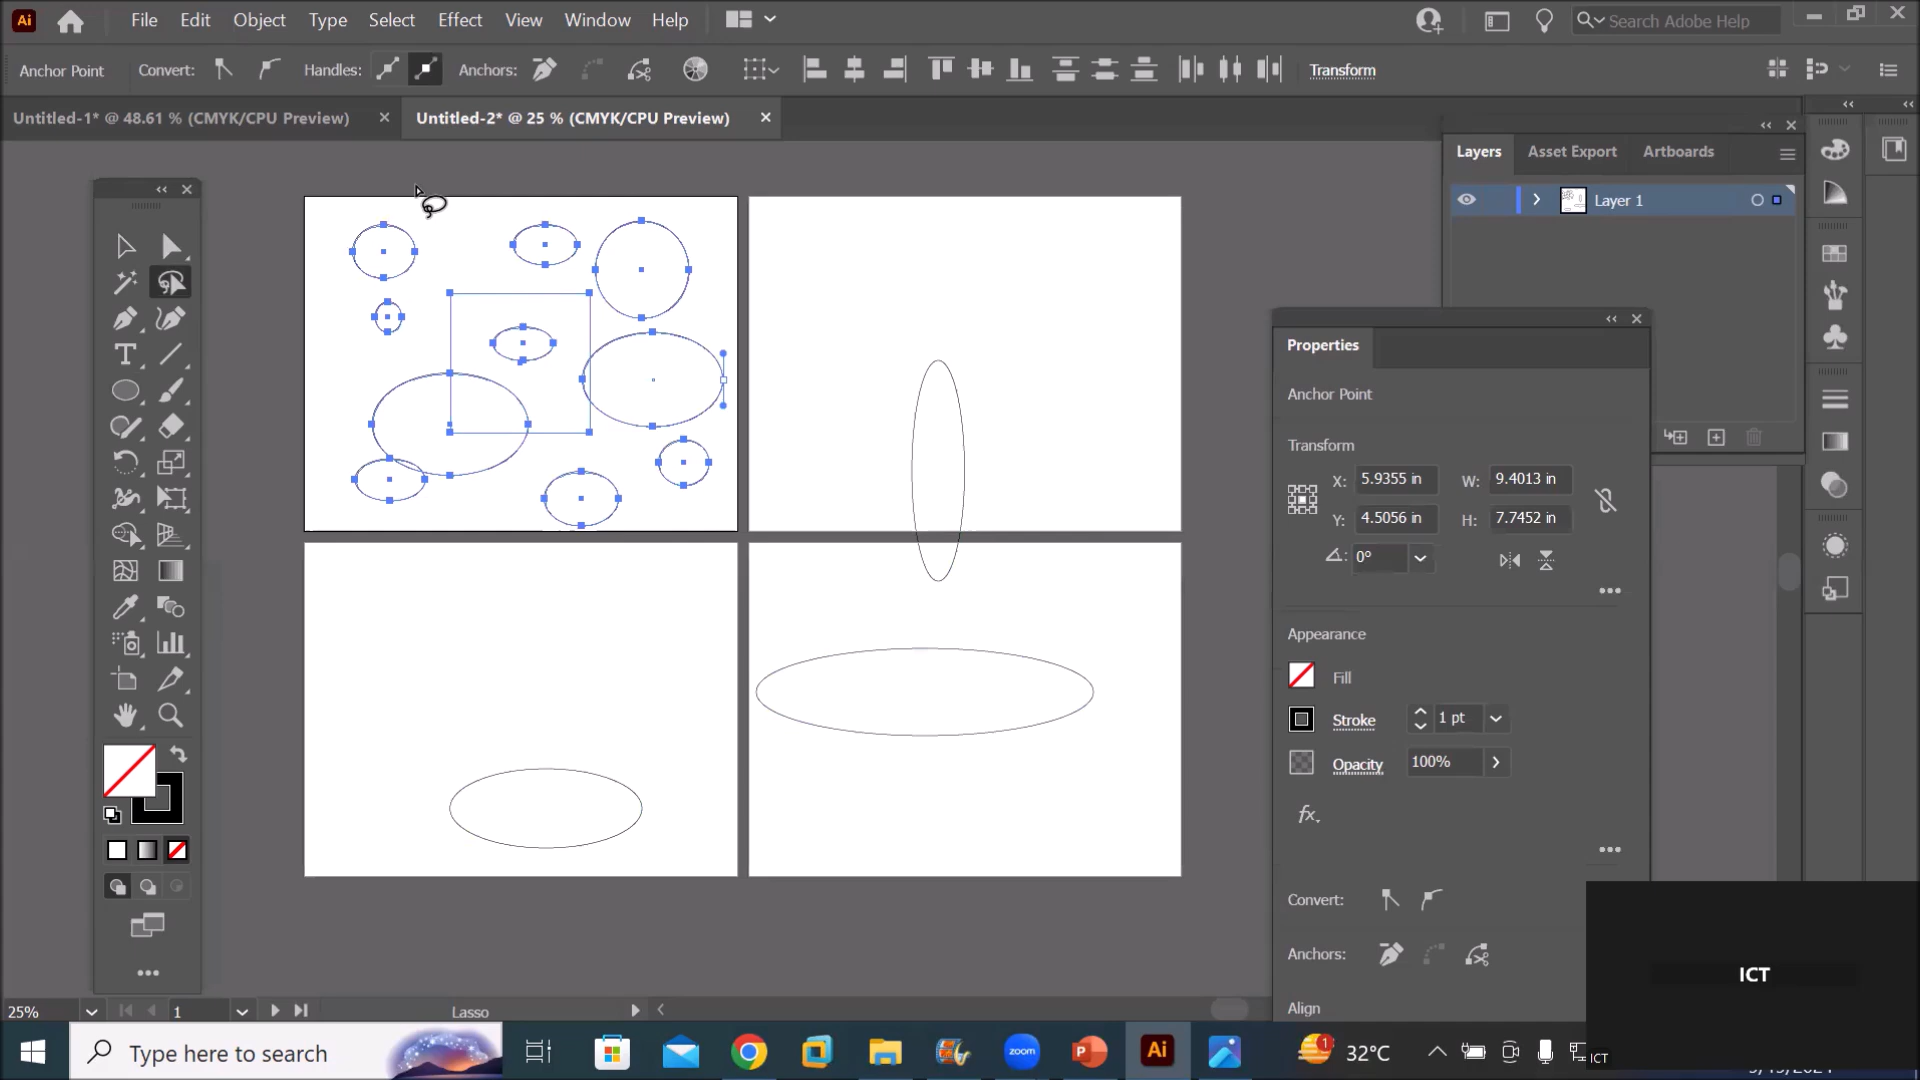 Ai File Edit Object Type Select Effect View Window Help Search Adobe Help
Anchor Point Convert: Handles: Anchors: Transform
Untitled-1* @ 48.61 % (CMYK/CPU Preview) Untitled-2* @ 25 % (CMYK/CPU Preview)
Layers Asset Export Artboards
Layer 1
Properties
Anchor Point
Transform
X: 5.9355 in W: 9.4013 in
Y: 4.5056 in H: 7.7452 in
0°
Appearance
Fill
Stroke 1 pt
Opacity 100%
fx
Convert:
Anchors:
Align
ICT
25% 1 Lasso
Type here to search zoom P Ai 1 32°C ICT